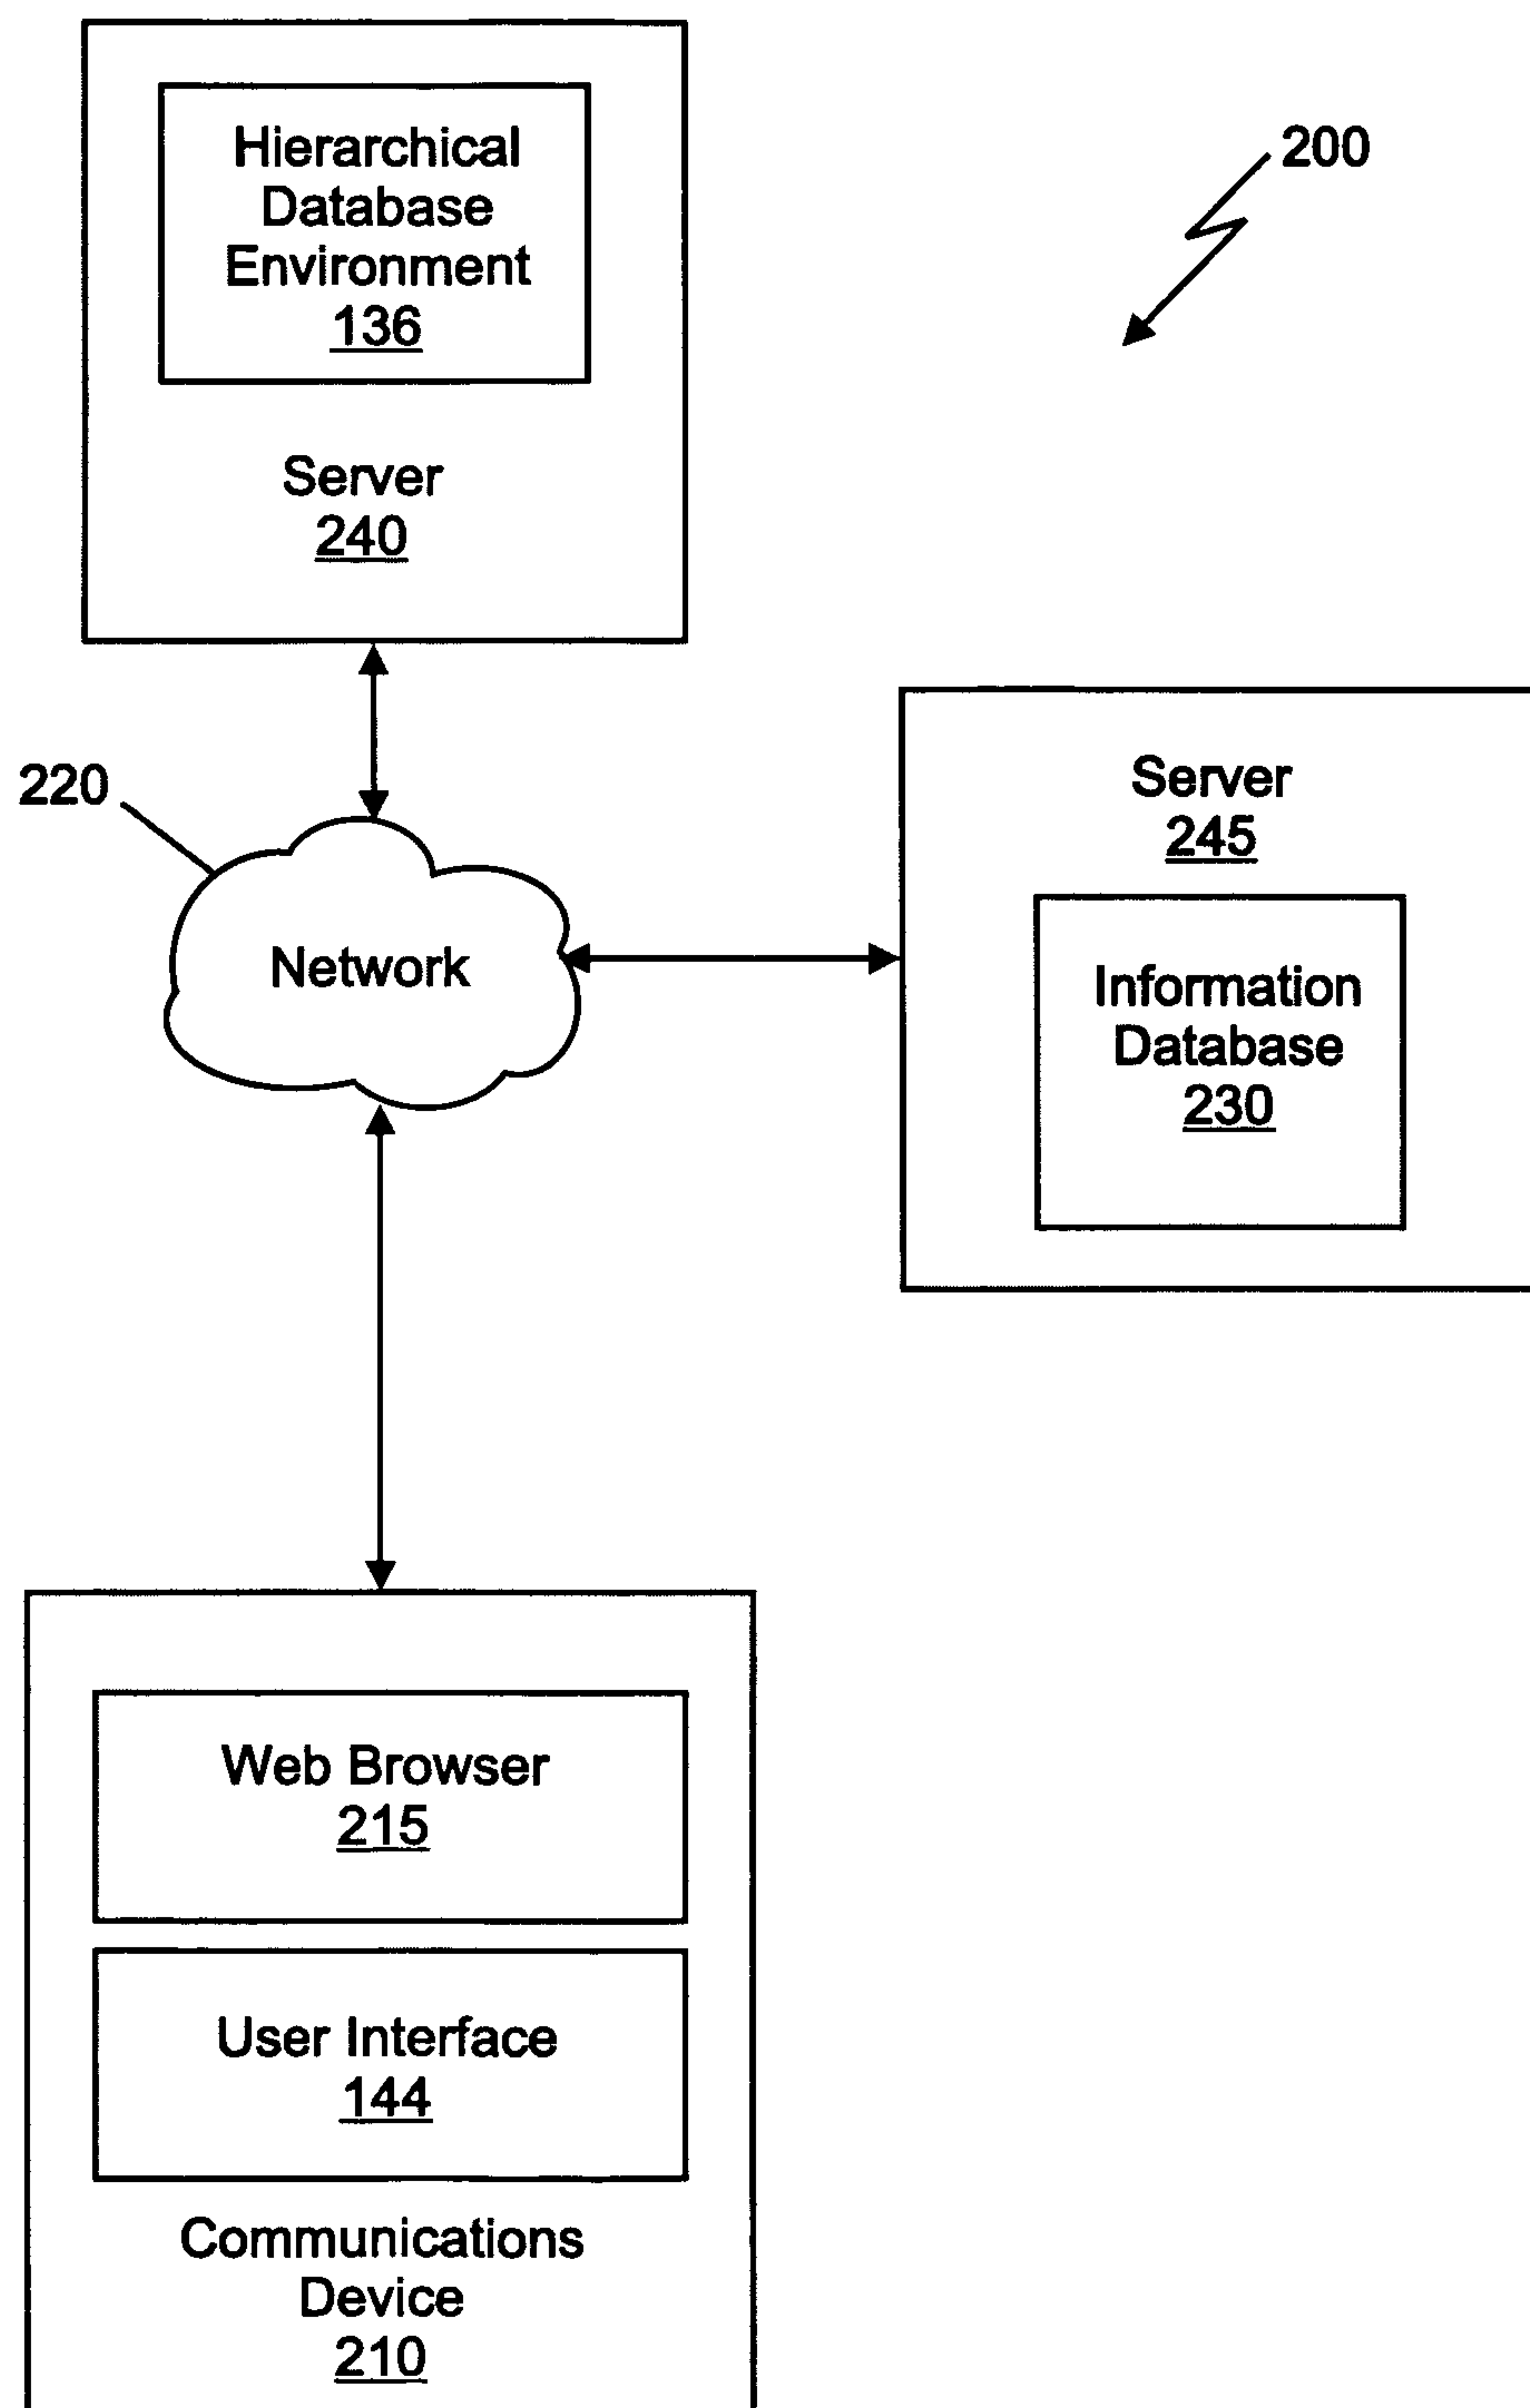 Hierarchical
Database
Environment
136
Server
240
200
220
Network
Server
245
Information
Database
230
Web Browser
215
User Interface
144
Communications
Device
210